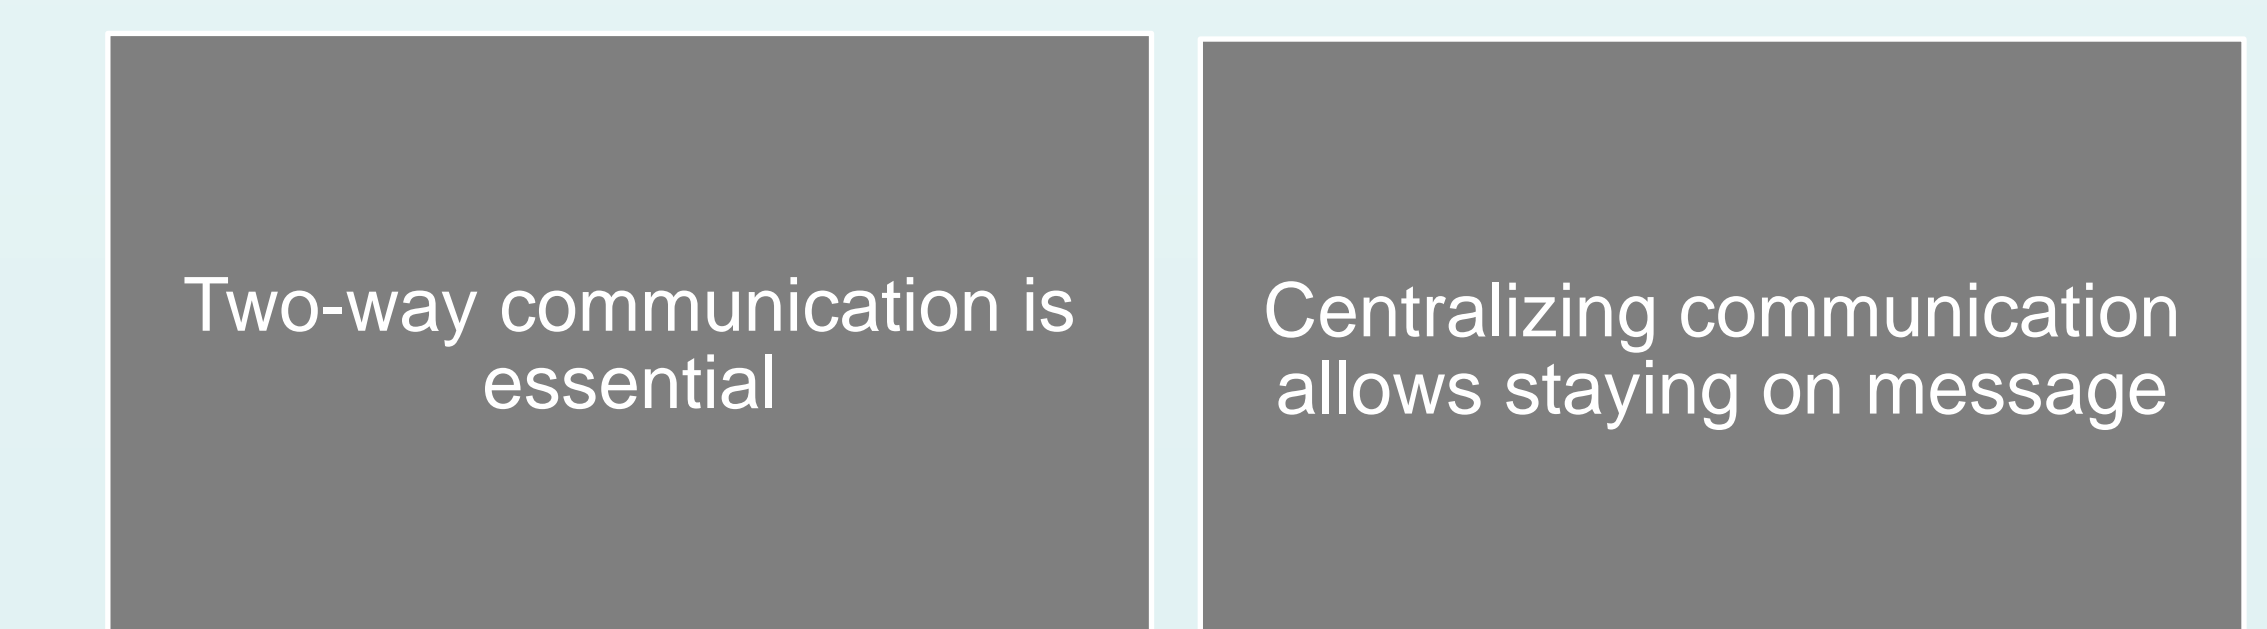 Two-way communication is
essential
Centralizing communication
allows staying on message